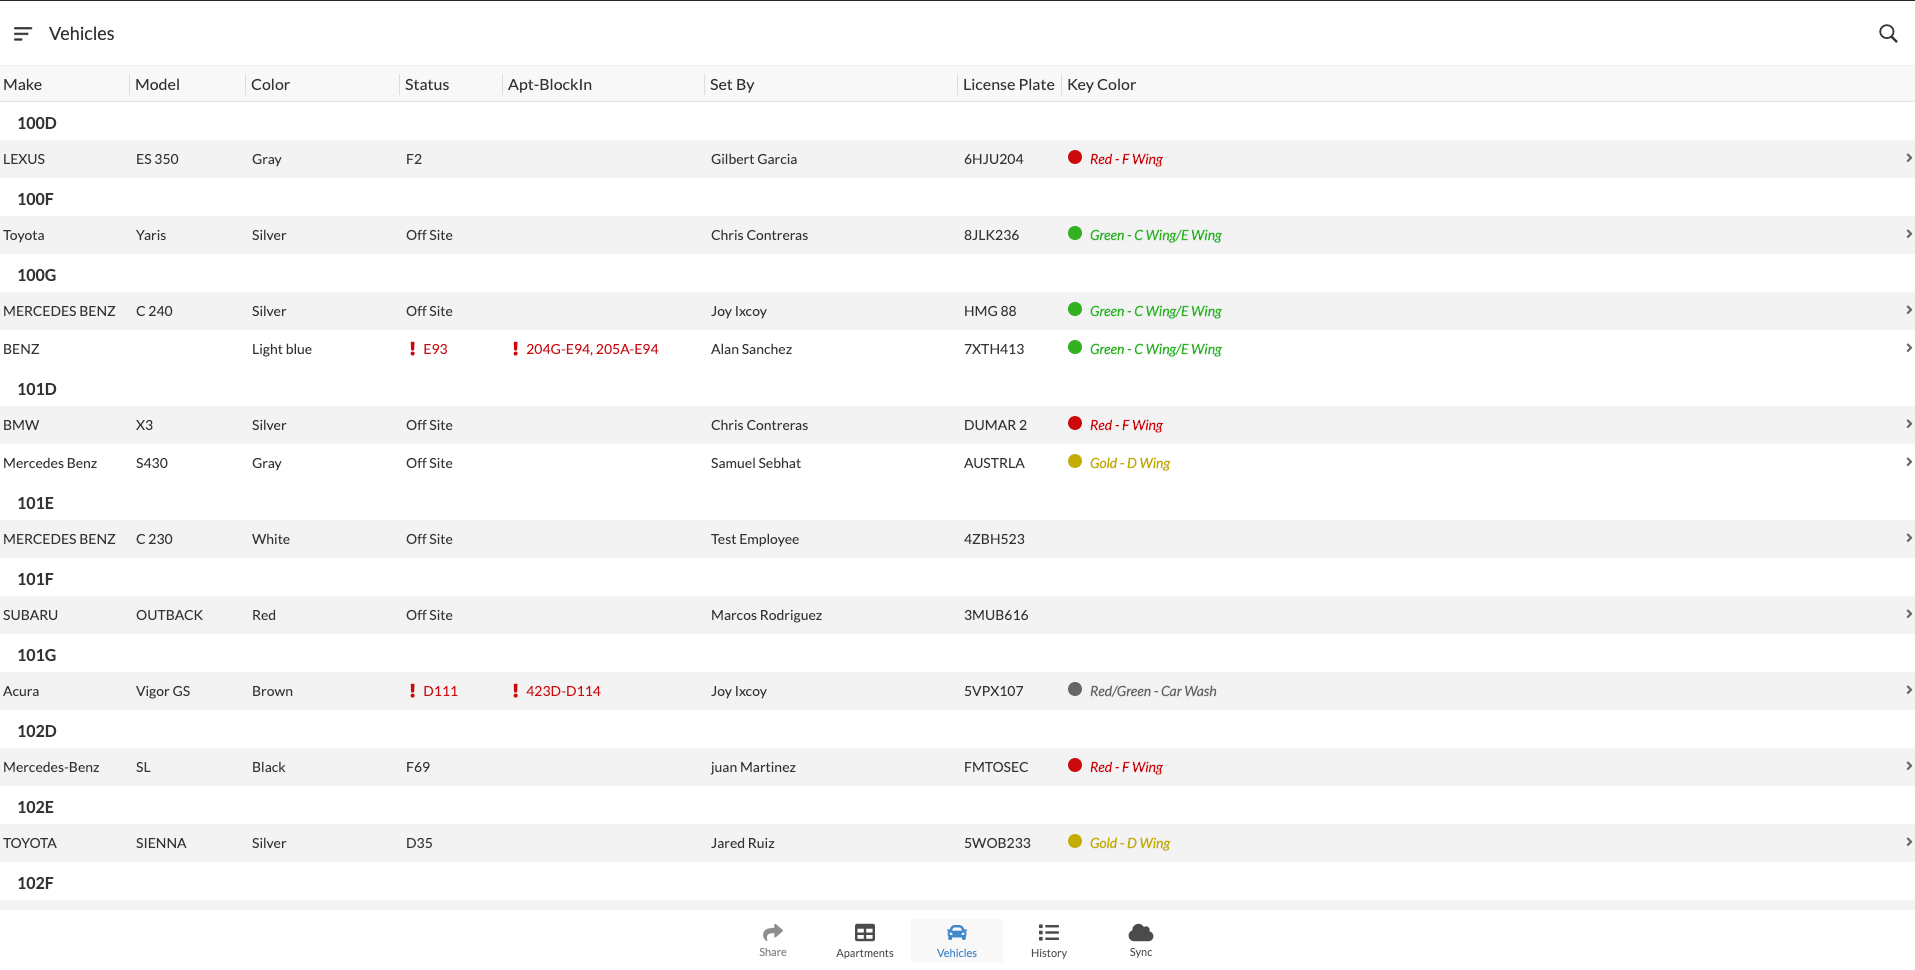 Vehicles
Make Model Color Status Apt-BlockIn Set By License Plate Key Color
100D
LEXUS ES 350 Gray F2 Gilbert Garcia 6HJU204 Red - F Wing
100F
Toyota Yaris Silver Off Site Chris Contreras 8JLK236 Green - C Wing/E Wing
100G
MERCEDES BENZ C 240 Silver Off Site Joy Ixcoy HMG 88 Green - C Wing/E Wing
BENZ Light blue ! E93 ! 204G-E94, 205A-E94 Alan Sanchez 7XTH413 Green - C Wing/E Wing
101D
BMW X3 Silver Off Site Chris Contreras DUMAR 2 Red - F Wing
Mercedes Benz S430 Gray Off Site Samuel Sebhat AUSTRLA Gold - D Wing
101E
MERCEDES BENZ C 230 White Off Site Test Employee 4ZBH523
101F
SUBARU OUTBACK Red Off Site Marcos Rodriguez 3MUB616
101G
Acura Vigor GS Brown ! D111 ! 423D-D114 Joy Ixcoy 5VPX107 Red/Green - Car Wash
102D
Mercedes-Benz SL Black F69 juan Martinez FMTOSEC Red - F Wing
102E
TOYOTA SIENNA Silver D35 Jared Ruiz 5WOB233 Gold - D Wing
102F
Share Apartments Vehicles History Sync